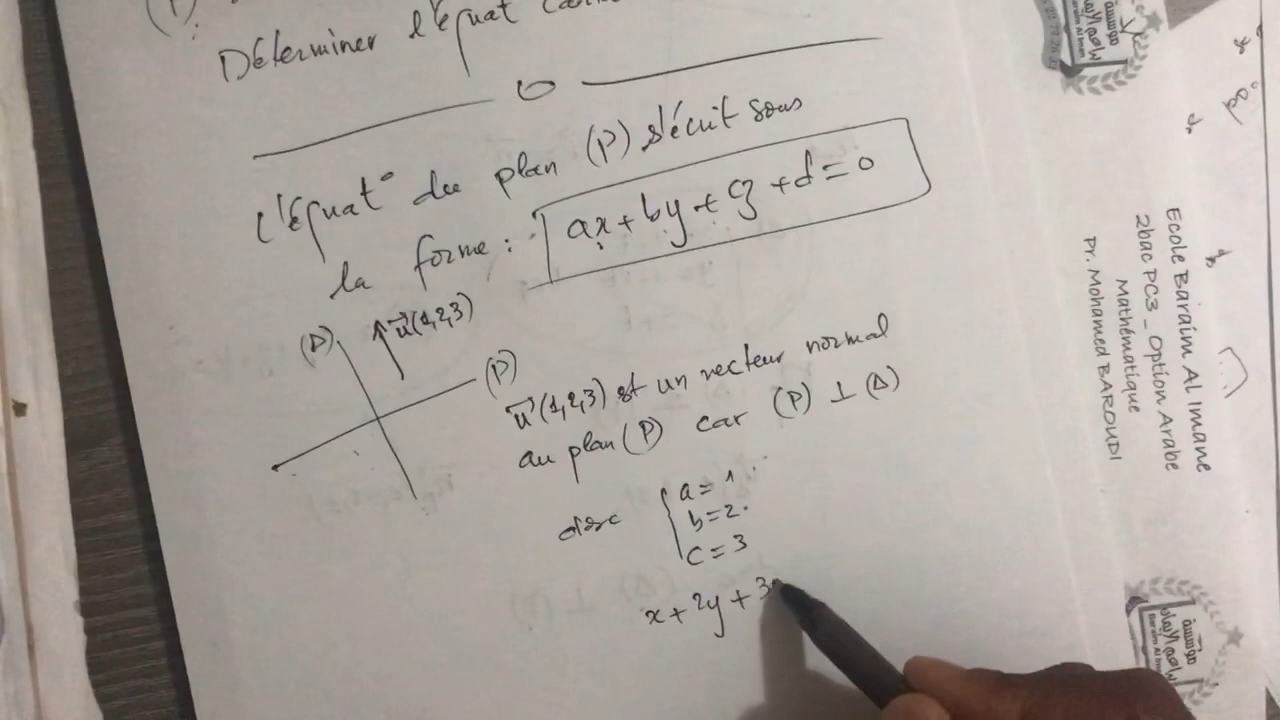 Déterminer l'équat
L'équat° du plan (P) s'écrit sous
la forme : ax + by + cz + d = 0
(Δ)
u⃗(1,2,3)
(P)
u⃗(1,2,3) est un vecteur normal
au plan (P) car (P) ⊥ (Δ)
donc { a = 1
b = 2
c = 3
x + 2y + 3
Ecole Baraim Al Imane
2bac PC3_Option Arabe
Mathématique
Pr. Mohamed BAROUDI
مؤسسة